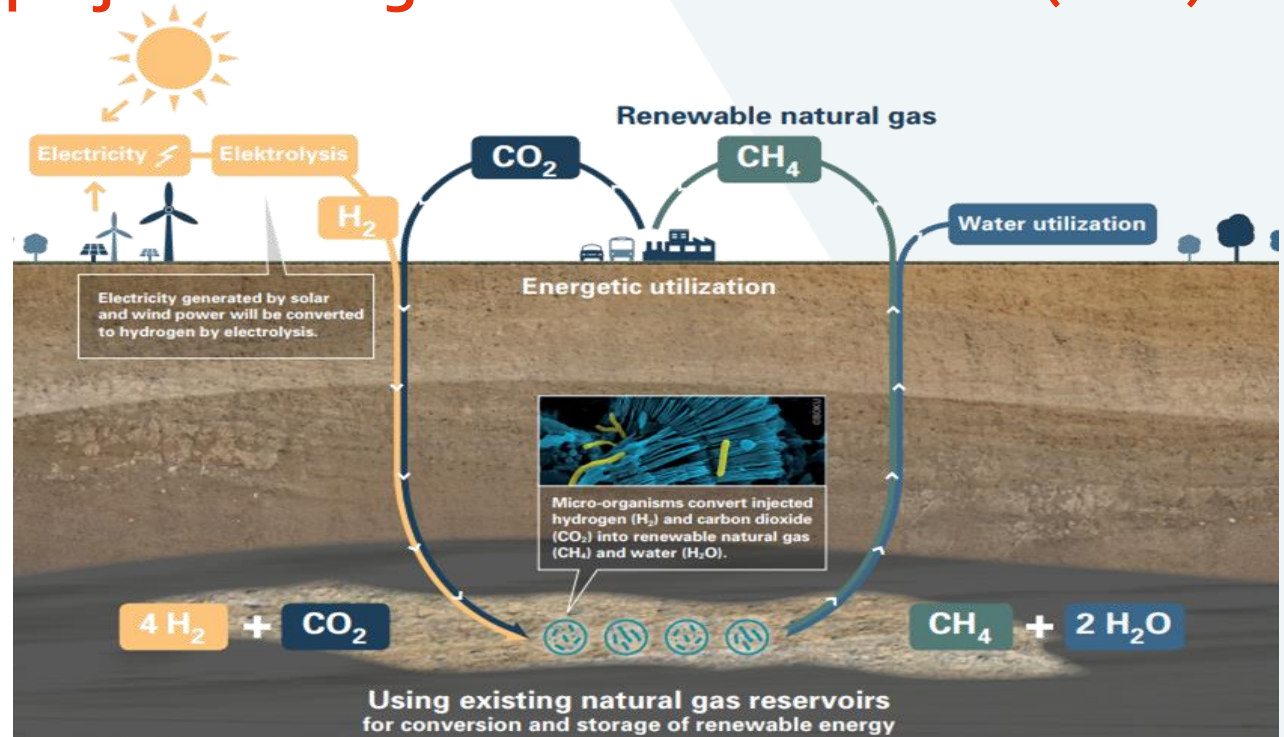 Renewable natural gas
Electricity
Elektrolysis
CO₂
CH₄
H₂
Water utilization
Energetic utilization
Electricity generated by solar
and wind power will be converted
to hydrogen by electrolysis.
©BOKU
Micro-organisms convert injected
hydrogen (H₂) and carbon dioxide
(CO₂) into renewable natural gas
(CH₄) and water (H₂O).
4 H₂ + CO₂
CH₄ + 2 H₂O
Using existing natural gas reservoirs
for conversion and storage of renewable energy